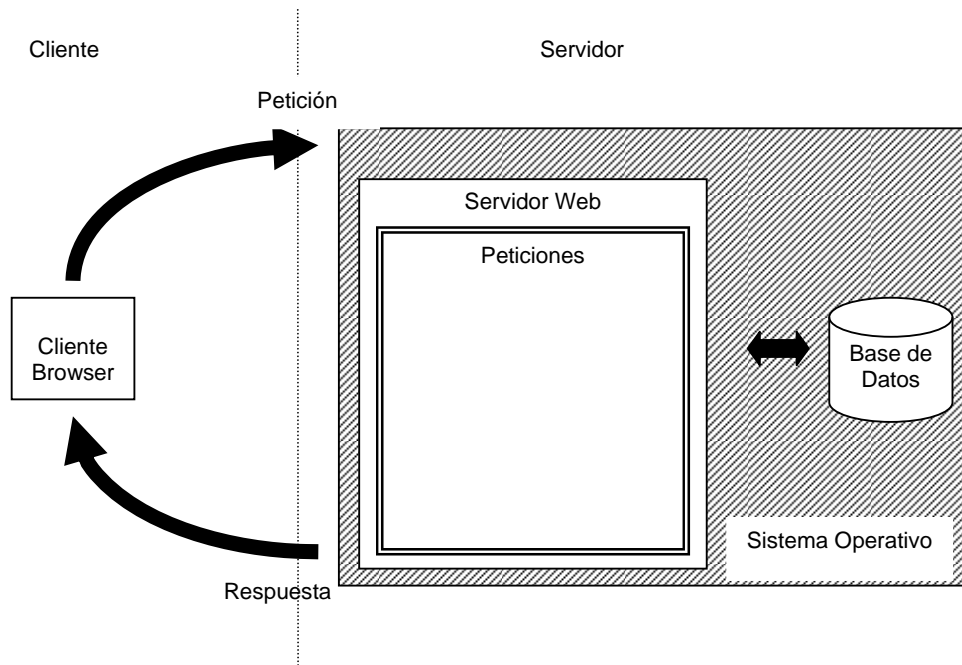 Cliente
Servidor
Petición
Servidor Web
Peticiones
Cliente
Browser
Base de
Datos
Sistema Operativo
Respuesta